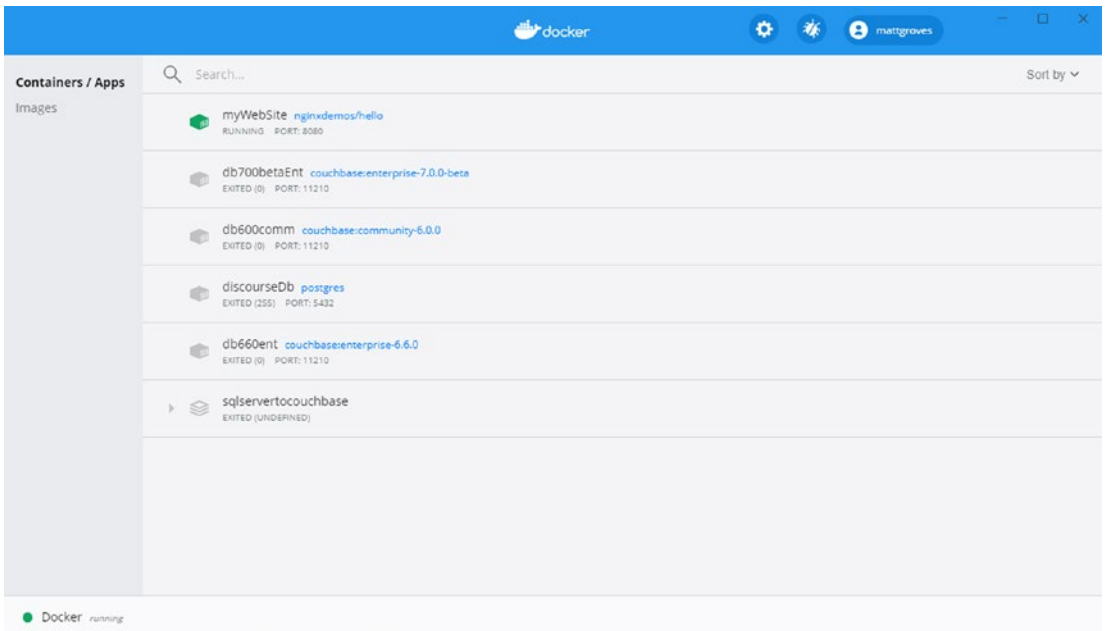 docker
mattgroves
Containers / Apps
Images
Search...
Sort by
myWebSite nginxdemos/hello
RUNNING PORT: 8080
db700betaEnt couchbase:enterprise-7.0.0-beta
EXITED (0) PORT: 11210
db600comm couchbase:community-6.0.0
EXITED (0) PORT: 11210
discourseDb postgres
EXITED (255) PORT: 5432
db660ent couchbase:enterprise-6.6.0
EXITED (0) PORT: 11210
sqlservertocouchbase
EXITED (UNDEFINED)
Docker running